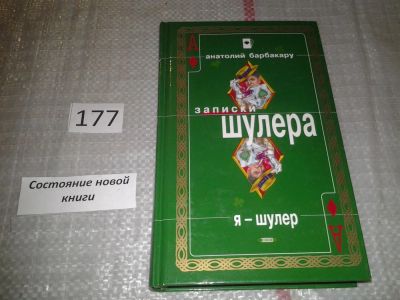 177
Состояние новой
книги
А
анатолий барбакару
записки
шулера
я – шулер
А